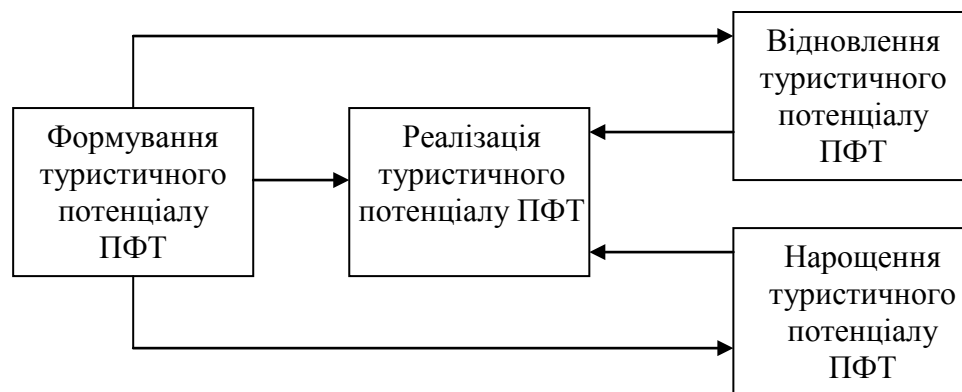 Формування
туристичного
потенціалу
ПФТ
Реалізація
туристичного
потенціалу ПФТ
Відновлення
туристичного
потенціалу
ПФТ
Нарощення
туристичного
потенціалу
ПФТ